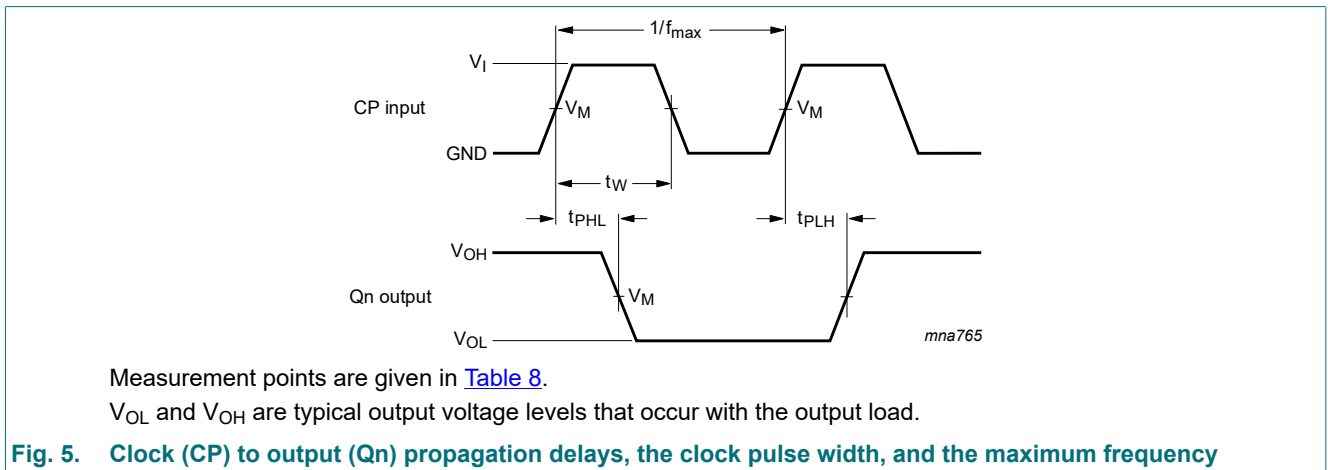 1/fmax
VI
CP input
VM
VM
GND
tW
tPHL
tPLH
VOH
Qn output
VM
VOL
mna765
Measurement points are given in Table 8.
VOL and VOH are typical output voltage levels that occur with the output load.
Fig. 5. Clock (CP) to output (Qn) propagation delays, the clock pulse width, and the maximum frequency